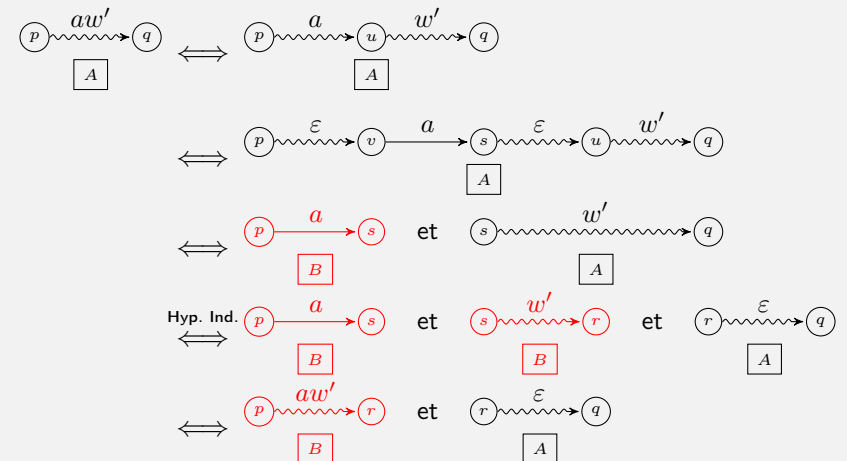 aw′ a w′
p q ⟺ p u q
A A
ε a ε w′
⟺ p v s u q
A
a w′
⟺ p s et s q
B A
Hyp. Ind. a w′ ε
⟺ p s et s r et r q
B B A
aw′ ε
⟺ p r et r q
B A